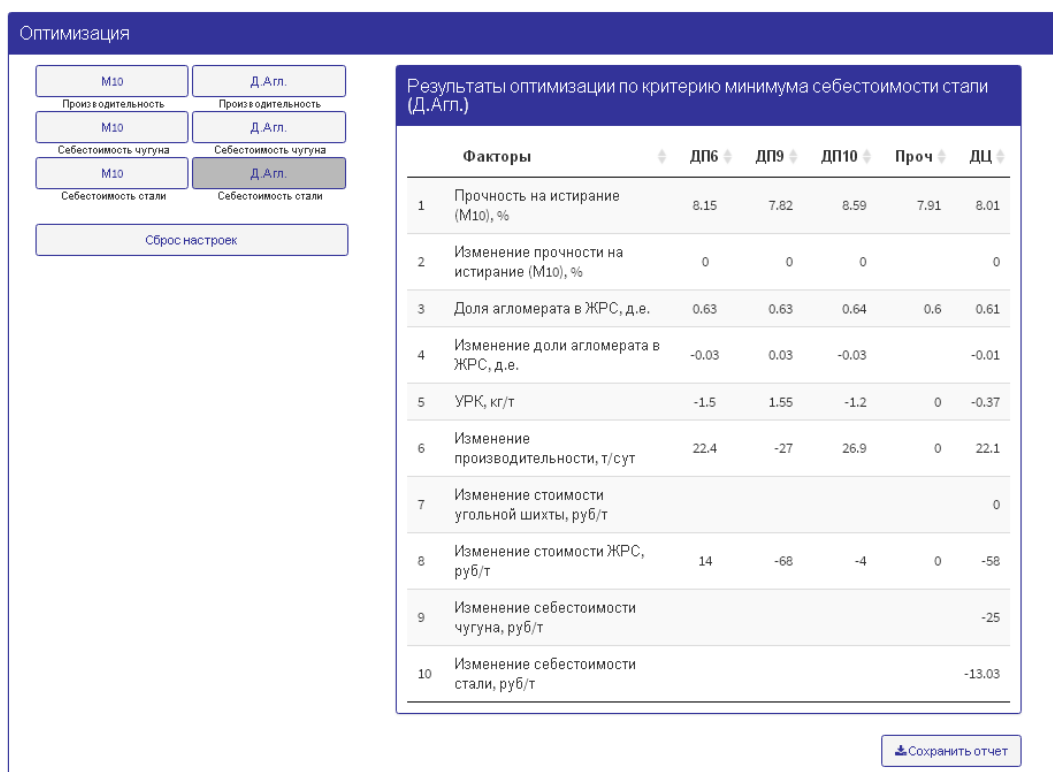 Оптимизация
М10 Д.Агл.
Производительность Производительность
М10 Д.Агл.
Себестоимость чугуна Себестоимость чугуна
М10 Д.Агл.
Себестоимость стали Себестоимость стали
Сброс настроек
Результаты оптимизации по критерию минимума себестоимости стали
(Д.Агл.)
Факторы ДП6 ДП9 ДП10 Проч ДЦ
1 Прочность на истирание
(М10), % 8.15 7.82 8.59 7.91 8.01
2 Изменение прочности на
истирание (М10), % 0 0 0 0
3 Доля агломерата в ЖРС, д.е. 0.63 0.63 0.64 0.6 0.61
4 Изменение доли агломерата в
ЖРС, д.е. -0.03 0.03 -0.03 -0.01
5 УРК, кг/т -1.5 1.55 -1.2 0 -0.37
6 Изменение
производительности, т/сут 22.4 -27 26.9 0 22.1
7 Изменение стоимости
угольной шихты, руб/т 0
8 Изменение стоимости ЖРС,
руб/т 14 -68 -4 0 -58
9 Изменение себестоимости
чугуна, руб/т -25
10 Изменение себестоимости
стали, руб/т -13.03
Сохранить отчет